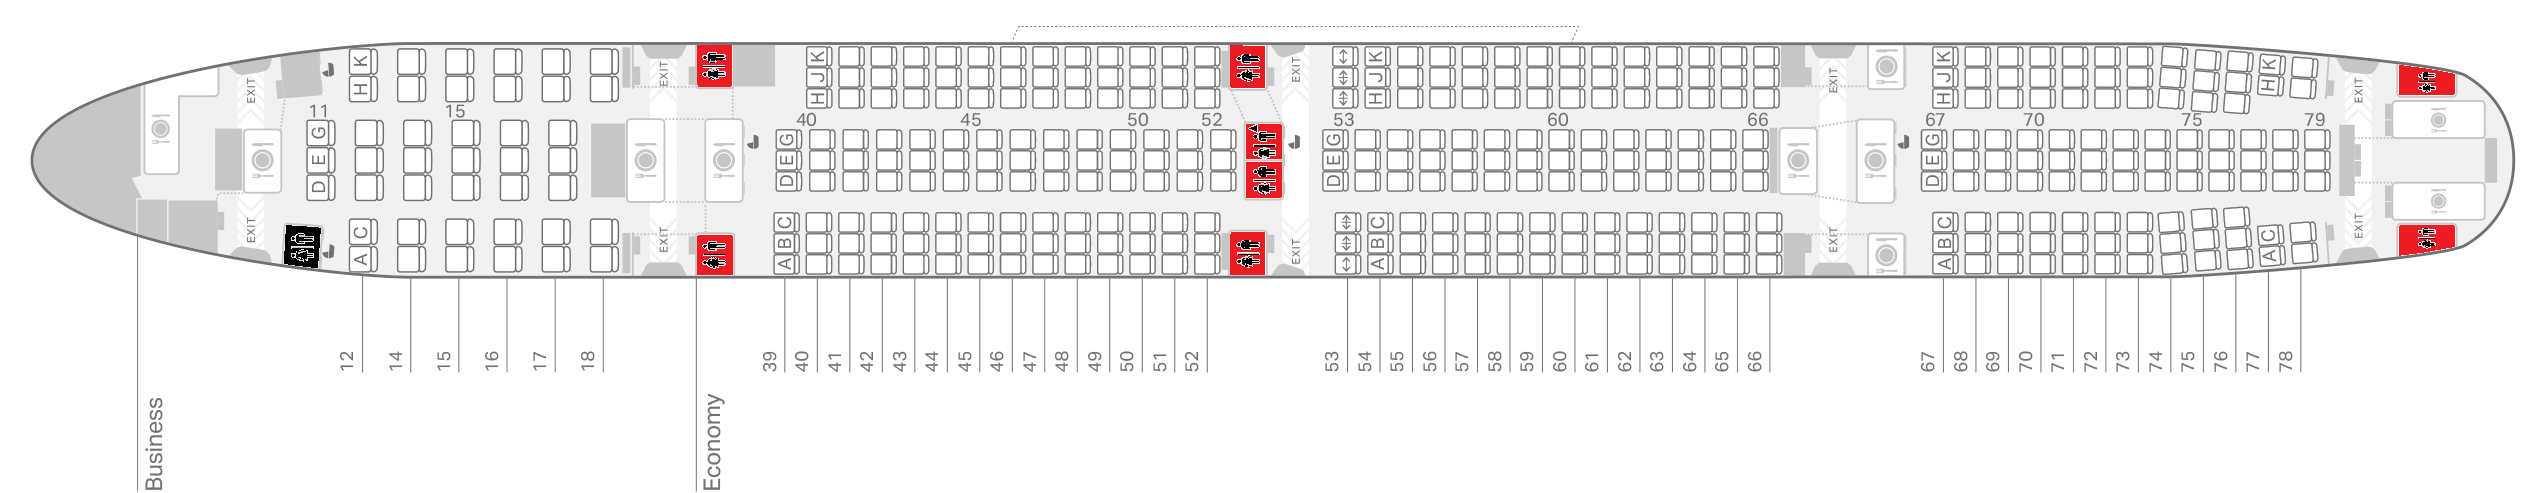 EXIT EXIT EXIT EXIT EXIT
H K
H J K
H J K
H J K
H K
11 15
40 45 50 52
53 60 66
67 70 75 79
D E G
D E G
D E G
D E G
A C
A B C
A B C
A B C
A C
EXIT EXIT EXIT EXIT EXIT
12 14 15 16 17 18
39 40 41 42 43 44 45 46 47 48 49 50 51 52
53 54 55 56 57 58 59 60 61 62 63 64 65 66
67 68 69 70 71 72 73 74 75 76 77 78
Business
Economy